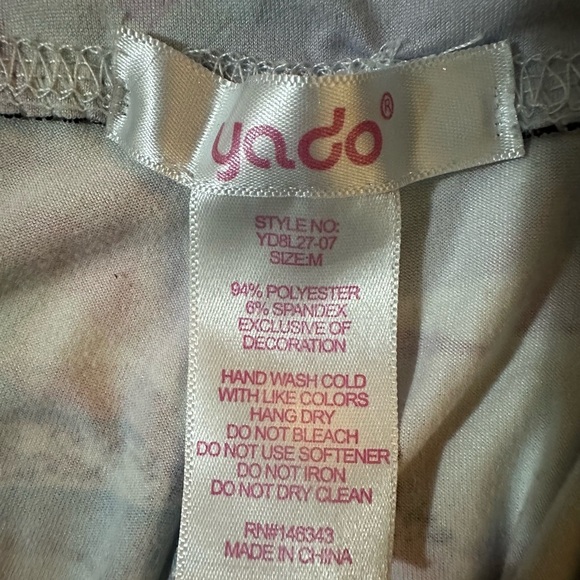 yado®
STYLE NO:
YD8L27-07
SIZE:M
94% POLYESTER
6% SPANDEX
EXCLUSIVE OF
DECORATION
HAND WASH COLD
WITH LIKE COLORS
HANG DRY
DO NOT BLEACH
DO NOT USE SOFTENER
DO NOT IRON
DO NOT DRY CLEAN
RN#146343
MADE IN CHINA